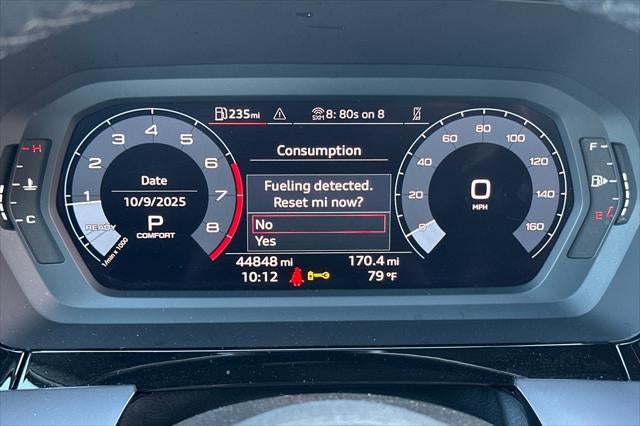 235mi SXM 8: 80s on 8
Consumption
Fueling detected.
Reset mi now?
No
Yes
44848 mi 170.4 mi
10:12 79 °F
Date
10/9/2025
P
COMFORT
READY
1/min x 1000
1 2 3 4 5 6 7 8
0
MPH
0 20 40 60 80 100 120 140 160
H
C
F
E